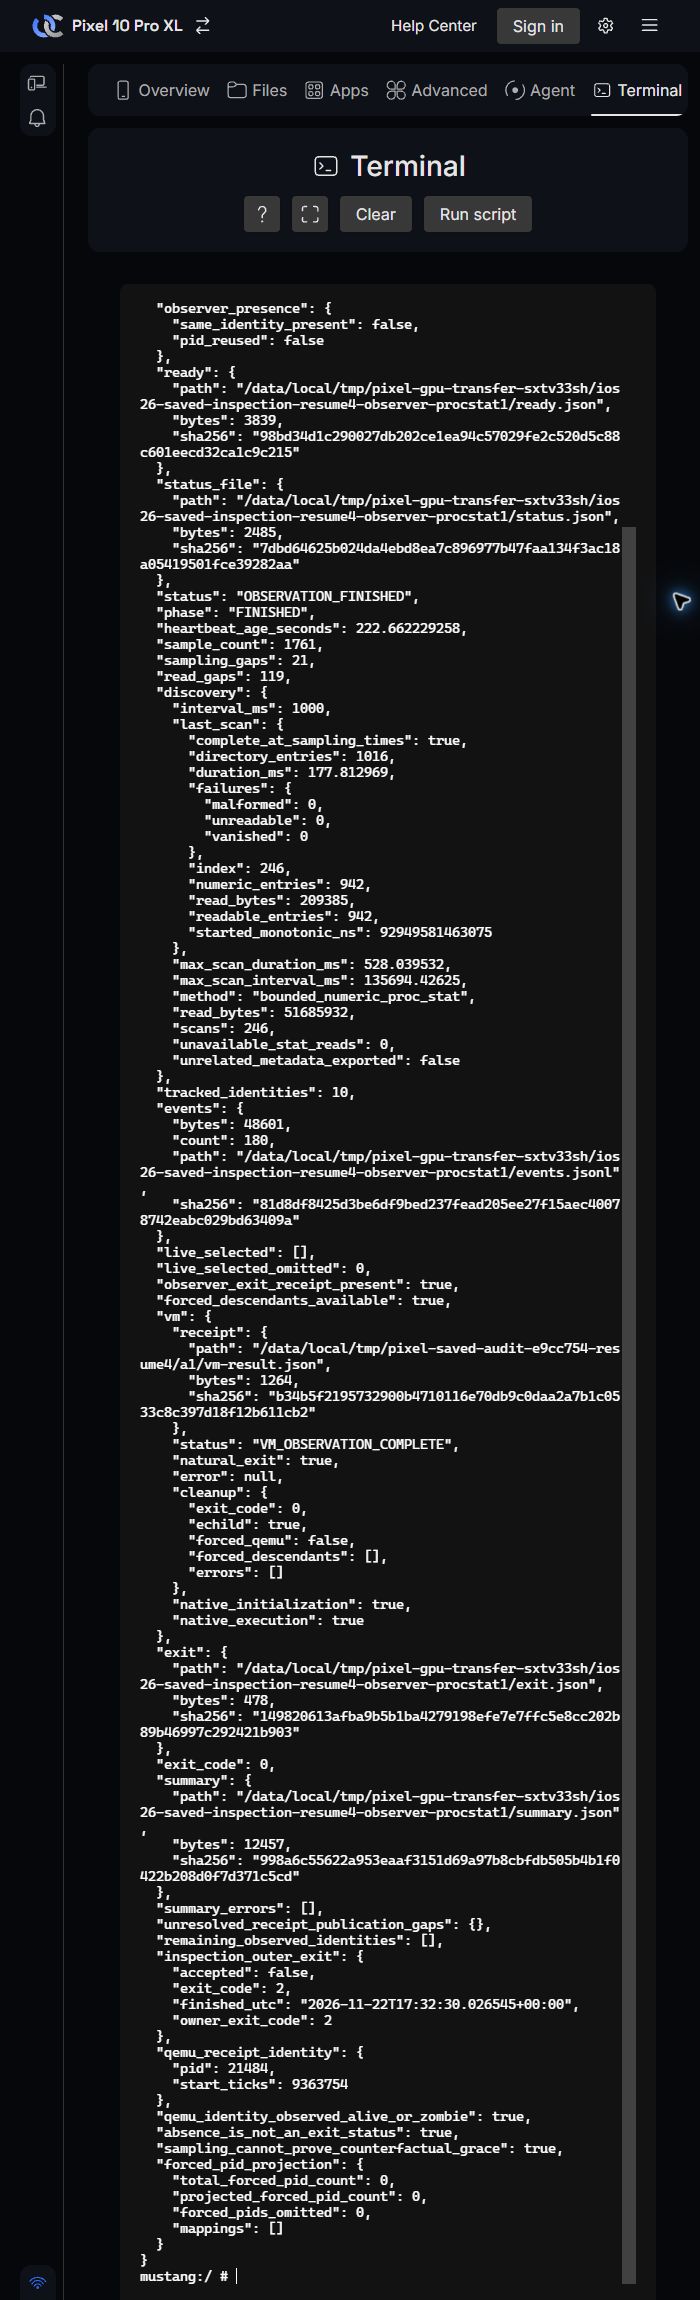 Pixel 10 Pro XL
Help Center
Sign in
Overview
Files
Apps
Advanced
Agent
Terminal
Terminal
?
Clear
Run script
"observer_presence": {
"same_identity_present": false,
"pid_reused": false
},
"ready": {
"path": "/data/local/tmp/pixel-gpu-transfer-sxtv33sh/ios
26-saved-inspection-resume4-observer-procstat1/ready.json",
"bytes": 3839,
"sha256": "98bd34d1c290027db202ce1ea94c57029fe2c520d5c88
c601eecd32ca1c9c215"
},
"status_file": {
"path": "/data/local/tmp/pixel-gpu-transfer-sxtv33sh/ios
26-saved-inspection-resume4-observer-procstat1/status.json",
"bytes": 2485,
"sha256": "7dbd64625b024da4ebd8ea7c896977b47faa134f3ac18
a05419501fce39282aa"
},
"status": "OBSERVATION_FINISHED",
"phase": "FINISHED",
"heartbeat_age_seconds": 222.662229258,
"sample_count": 1761,
"sampling_gaps": 21,
"read_gaps": 119,
"discovery": {
"interval_ms": 1000,
"last_scan": {
"complete_at_sampling_times": true,
"directory_entries": 1016,
"duration_ms": 177.812969,
"failures": {
"malformed": 0,
"unreadable": 0,
"vanished": 0
},
"index": 246,
"numeric_entries": 942,
"read_bytes": 209385,
"readable_entries": 942,
"started_monotonic_ns": 92949581463075
},
"max_scan_duration_ms": 528.039532,
"max_scan_interval_ms": 135694.42625,
"method": "bounded_numeric_proc_stat",
"read_bytes": 51685932,
"scans": 246,
"unavailable_stat_reads": 0,
"unrelated_metadata_exported": false
},
"tracked_identities": 10,
"events": {
"bytes": 48601,
"count": 180,
"path": "/data/local/tmp/pixel-gpu-transfer-sxtv33sh/ios
26-saved-inspection-resume4-observer-procstat1/events.jsonl"
,
"sha256": "81d8df8425d3be6df9bed237fead205ee27f15aec4007
8742eabc029bd63409a"
},
"live_selected": [],
"live_selected_omitted": 0,
"observer_exit_receipt_present": true,
"forced_descendants_available": true,
"vm": {
"receipt": {
"path": "/data/local/tmp/pixel-saved-audit-e9cc754-res
ume4/a1/vm-result.json",
"bytes": 1264,
"sha256": "b34b5f2195732900b4710116e70db9c0daa2a7b1c05
33c8c397d18f12b611cb2"
},
"status": "VM_OBSERVATION_COMPLETE",
"natural_exit": true,
"error": null,
"cleanup": {
"exit_code": 0,
"echild": true,
"forced_qemu": false,
"forced_descendants": [],
"errors": []
},
"native_initialization": true,
"native_execution": true
},
"exit": {
"path": "/data/local/tmp/pixel-gpu-transfer-sxtv33sh/ios
26-saved-inspection-resume4-observer-procstat1/exit.json",
"bytes": 478,
"sha256": "149820613afba9b5b1ba4279198efe7e7ffc5e8cc202b
89b46997c292421b903"
},
"exit_code": 0,
"summary": {
"path": "/data/local/tmp/pixel-gpu-transfer-sxtv33sh/ios
26-saved-inspection-resume4-observer-procstat1/summary.json"
,
"bytes": 12457,
"sha256": "998a6c55622a953eaaf3151d69a97b8cbfdb505b4b1f0
422b208d0f7d371c5cd"
},
"summary_errors": [],
"unresolved_receipt_publication_gaps": {},
"remaining_observed_identities": [],
"inspection_outer_exit": {
"accepted": false,
"exit_code": 2,
"finished_utc": "2026-11-22T17:32:30.026545+00:00",
"owner_exit_code": 2
},
"qemu_receipt_identity": {
"pid": 21484,
"start_ticks": 9363754
},
"qemu_identity_observed_alive_or_zombie": true,
"absence_is_not_an_exit_status": true,
"sampling_cannot_prove_counterfactual_grace": true,
"forced_pid_projection": {
"total_forced_pid_count": 0,
"projected_forced_pid_count": 0,
"forced_pids_omitted": 0,
"mappings": []
}
}
mustang:/ #